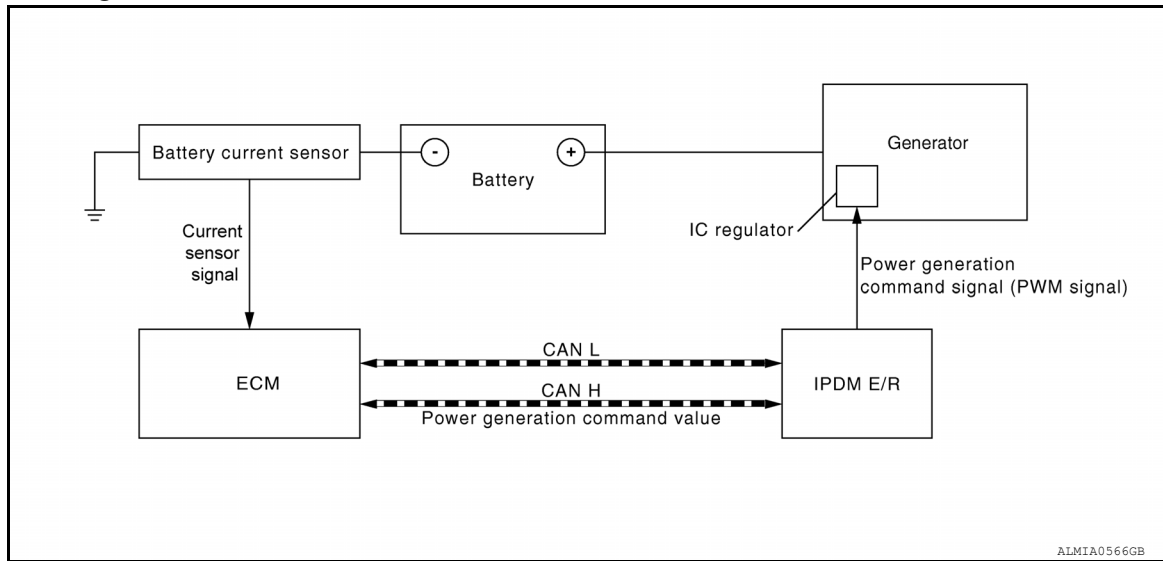 Battery current sensor
-
+
Battery
Generator
IC regulator
Current
sensor
signal
Power generation
command signal (PWM signal)
ECM
CAN L
CAN H
Power generation command value
IPDM E/R
ALMIA0566GB